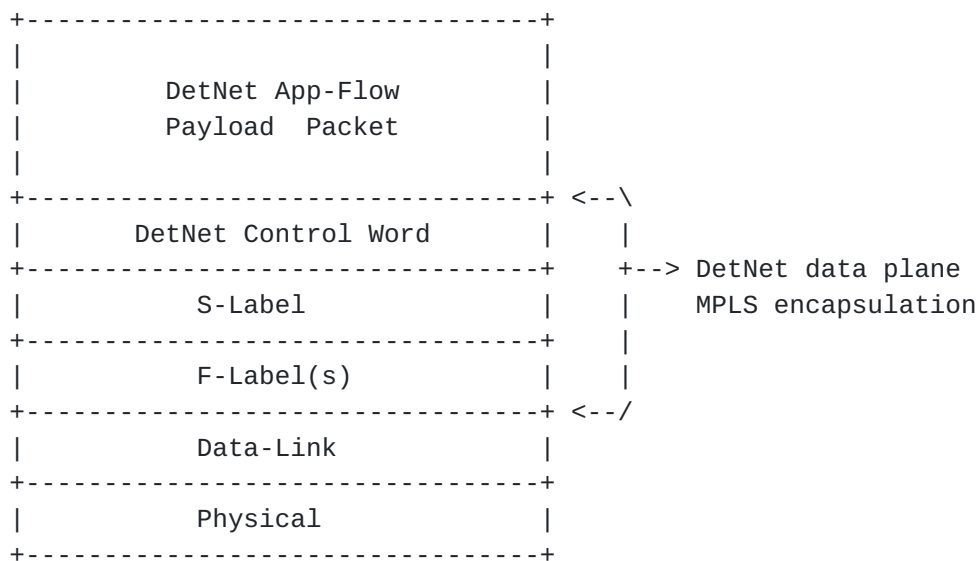 DetNet App-Flow
Payload  Packet
DetNet Control Word
S-Label
DetNet data plane
MPLS encapsulation
F-Label(s)
Data-Link
Physical